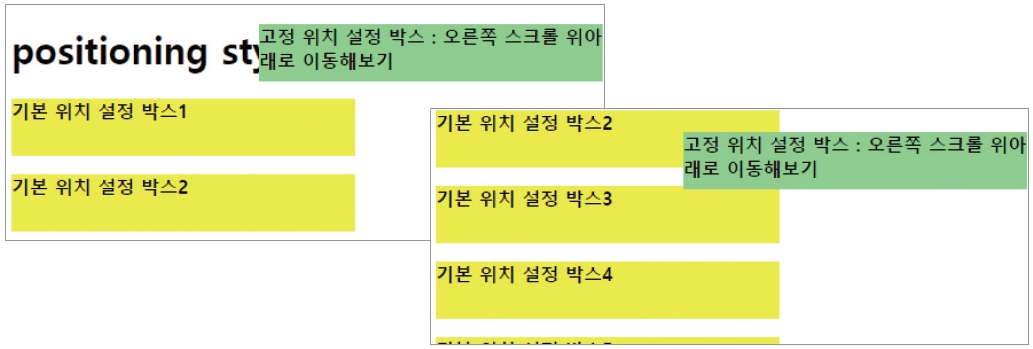 positioning sty
고정 위치 설정 박스 : 오른쪽 스크롤 위아
래로 이동해보기
기본 위치 설정 박스1
기본 위치 설정 박스2
기본 위치 설정 박스2
고정 위치 설정 박스 : 오른쪽 스크롤 위아
래로 이동해보기
기본 위치 설정 박스3
기본 위치 설정 박스4